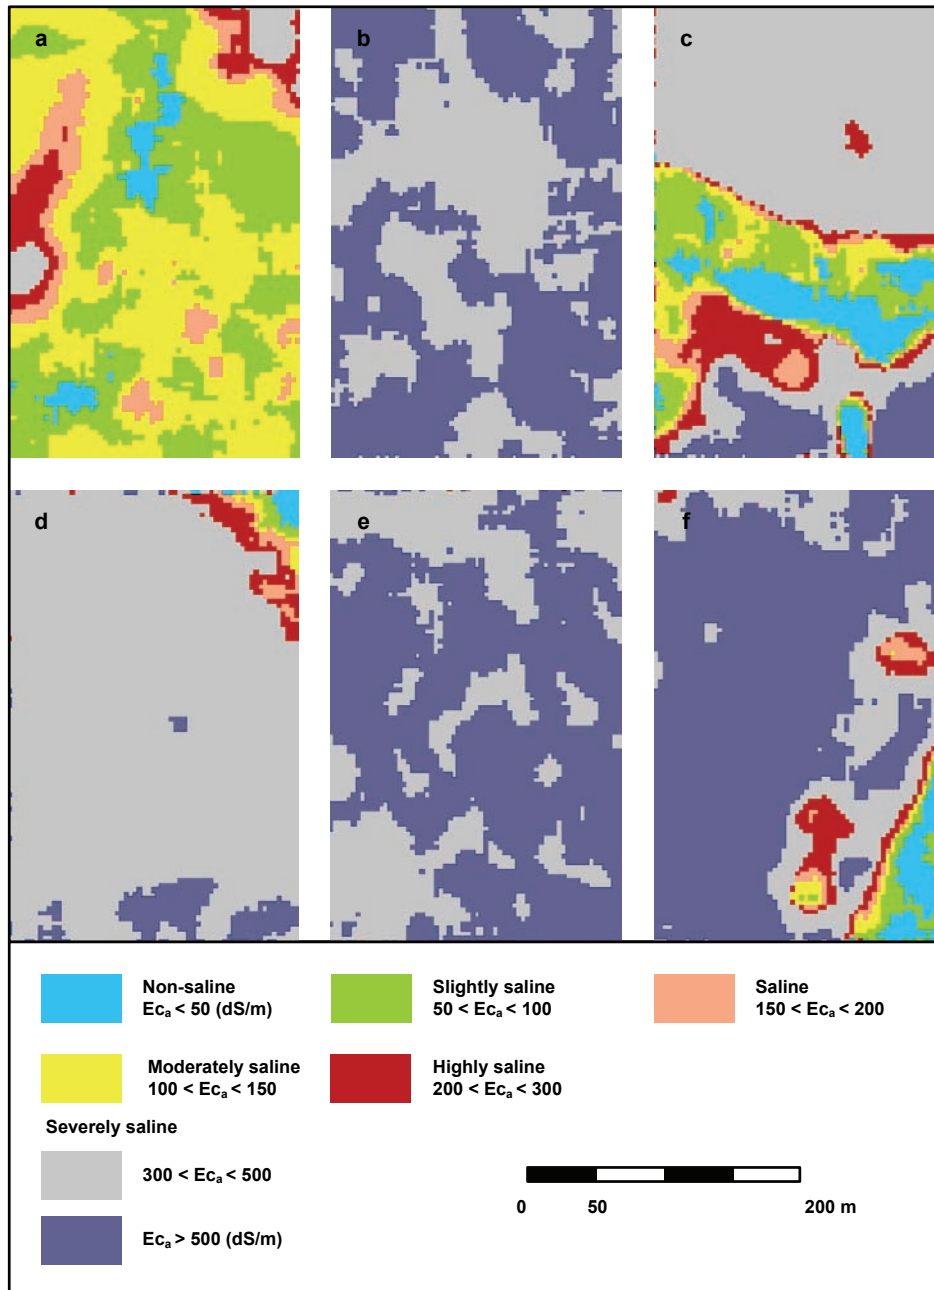 a
b
c
d
e
f
Non-saline
Ecₐ < 50 (dS/m)
Slightly saline
50 < Ecₐ < 100
Saline
150 < Ecₐ < 200
Moderately saline
100 < Ecₐ < 150
Highly saline
200 < Ecₐ < 300
Severely saline
300 < Ecₐ < 500
Ecₐ > 500 (dS/m)
0 50 200 m